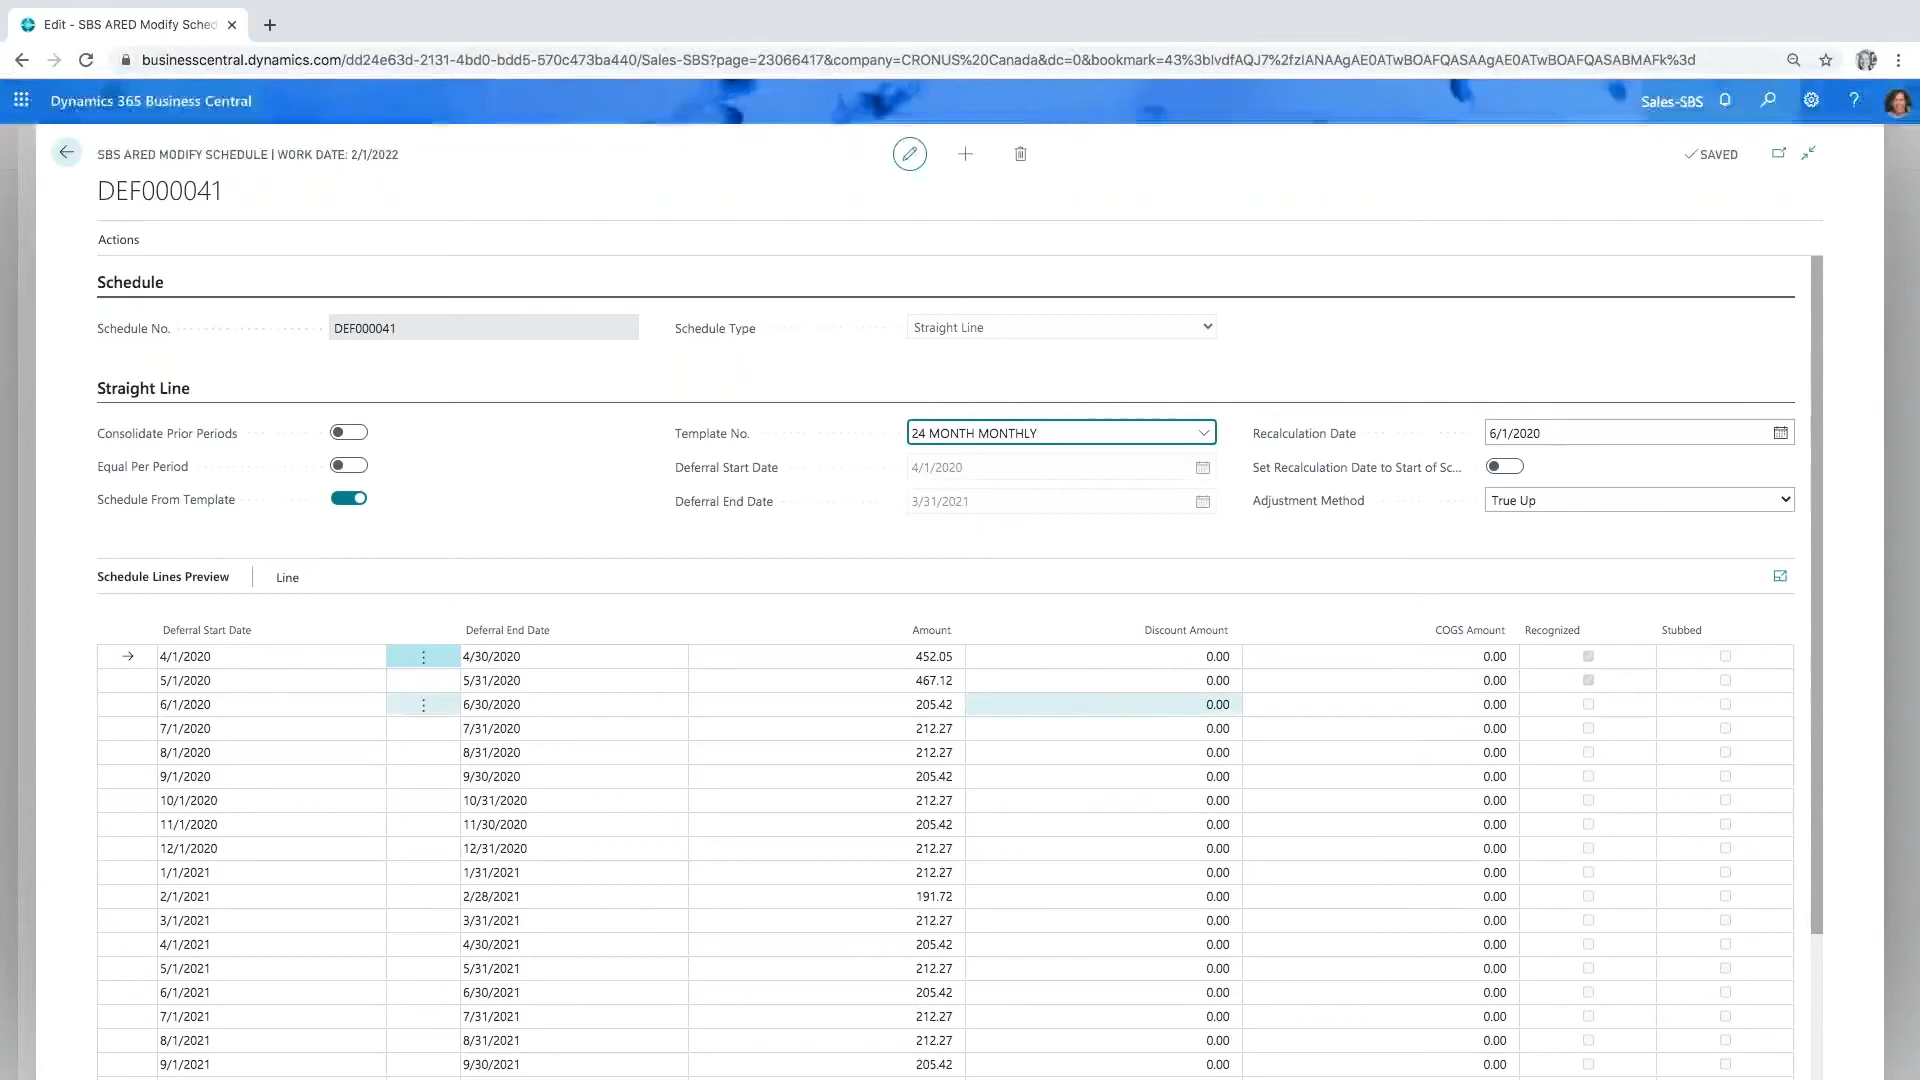 Edit - SBS ARED Modify Sched
businesscentral.dynamics.com/dd24e63d-2131-4bd0-bdd5-570c473ba440/Sales-SBS?page=23066417&company=CRONUS%20Canada&dc=0&bookmark=43%3bIvdfAQJ7%2fzIANAAgAE0ATwBOAFQASAAgAE0ATwBOAFQASABMAFk%3d
Dynamics 365 Business Central
Sales-SBS
?
SBS ARED MODIFY SCHEDULE | WORK DATE: 2/1/2022
SAVED
DEF000041
Actions
Schedule
Schedule No. DEF000041 Schedule Type Straight Line
Straight Line
Consolidate Prior Periods Template No. 24 MONTH MONTHLY Recalculation Date 6/1/2020
Equal Per Period Deferral Start Date 4/1/2020 Set Recalculation Date to Start of Sc...
Schedule From Template Deferral End Date 3/31/2021 Adjustment Method True Up
Schedule Lines Preview Line
Deferral Start Date Deferral End Date Amount Discount Amount COGS Amount Recognized Stubbed
4/1/2020 4/30/2020 452.05 0.00 0.00
5/1/2020 5/31/2020 467.12 0.00 0.00
6/1/2020 6/30/2020 205.42 0.00 0.00
7/1/2020 7/31/2020 212.27 0.00 0.00
8/1/2020 8/31/2020 212.27 0.00 0.00
9/1/2020 9/30/2020 205.42 0.00 0.00
10/1/2020 10/31/2020 212.27 0.00 0.00
11/1/2020 11/30/2020 205.42 0.00 0.00
12/1/2020 12/31/2020 212.27 0.00 0.00
1/1/2021 1/31/2021 212.27 0.00 0.00
2/1/2021 2/28/2021 191.72 0.00 0.00
3/1/2021 3/31/2021 212.27 0.00 0.00
4/1/2021 4/30/2021 205.42 0.00 0.00
5/1/2021 5/31/2021 212.27 0.00 0.00
6/1/2021 6/30/2021 205.42 0.00 0.00
7/1/2021 7/31/2021 212.27 0.00 0.00
8/1/2021 8/31/2021 212.27 0.00 0.00
9/1/2021 9/30/2021 205.42 0.00 0.00